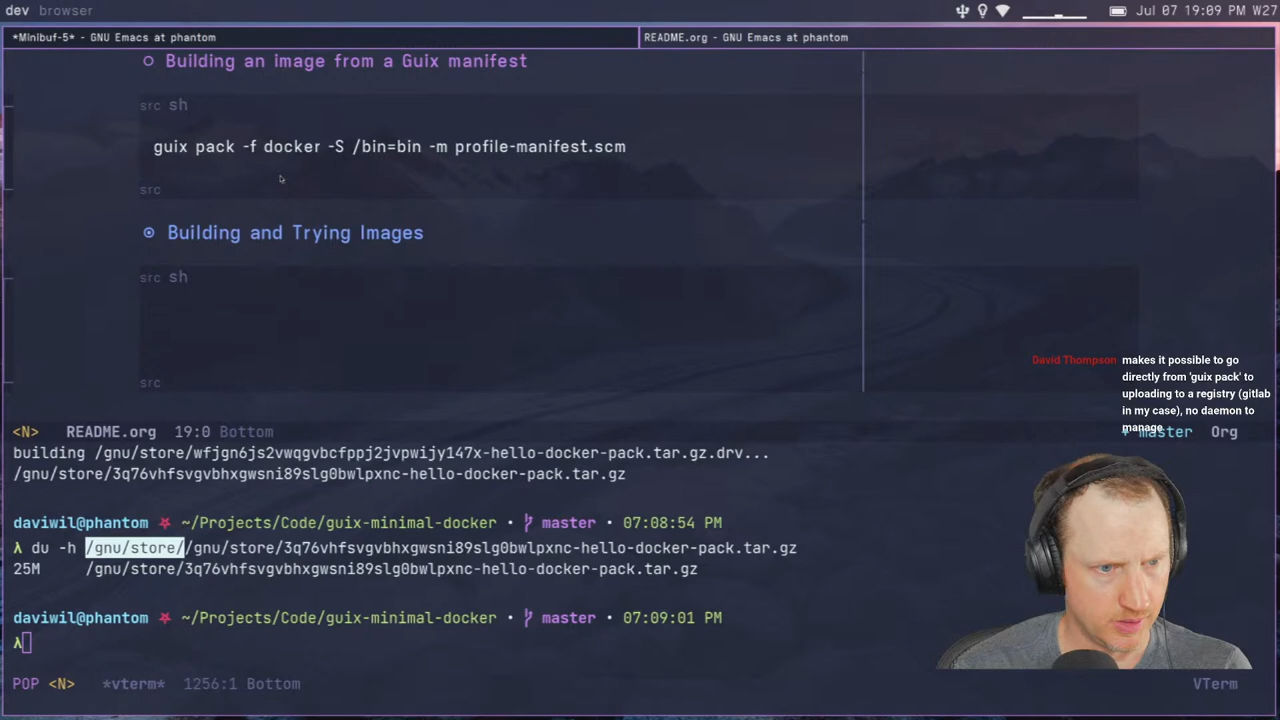 dev browser
Jul 07 19:09 PM W27
*Minibuf-5* - GNU Emacs at phantom
README.org - GNU Emacs at phantom
Building an image from a Guix manifest
src sh
guix pack -f docker -S /bin=bin -m profile-manifest.scm
src
Building and Trying Images
src sh
David Thompson makes it possible to go
directly from 'guix pack' to
uploading to a registry (gitlab
in my case), no daemon to
manage
src
<N> README.org 19:0 Bottom
master Org
building /gnu/store/wfjgn6js2vwqgvbcfppj2jvpwijy147x-hello-docker-pack.tar.gz.drv...
/gnu/store/3q76vhfsvgvbhxgwsni89slg0bwlpxnc-hello-docker-pack.tar.gz
daviwil@phantom ~/Projects/Code/guix-minimal-docker • master • 07:08:54 PM
λ du -h /gnu/store//gnu/store/3q76vhfsvgvbhxgwsni89slg0bwlpxnc-hello-docker-pack.tar.gz
25M /gnu/store/3q76vhfsvgvbhxgwsni89slg0bwlpxnc-hello-docker-pack.tar.gz
daviwil@phantom ~/Projects/Code/guix-minimal-docker • master • 07:09:01 PM
λ
POP <N> *vterm* 1256:1 Bottom
VTerm